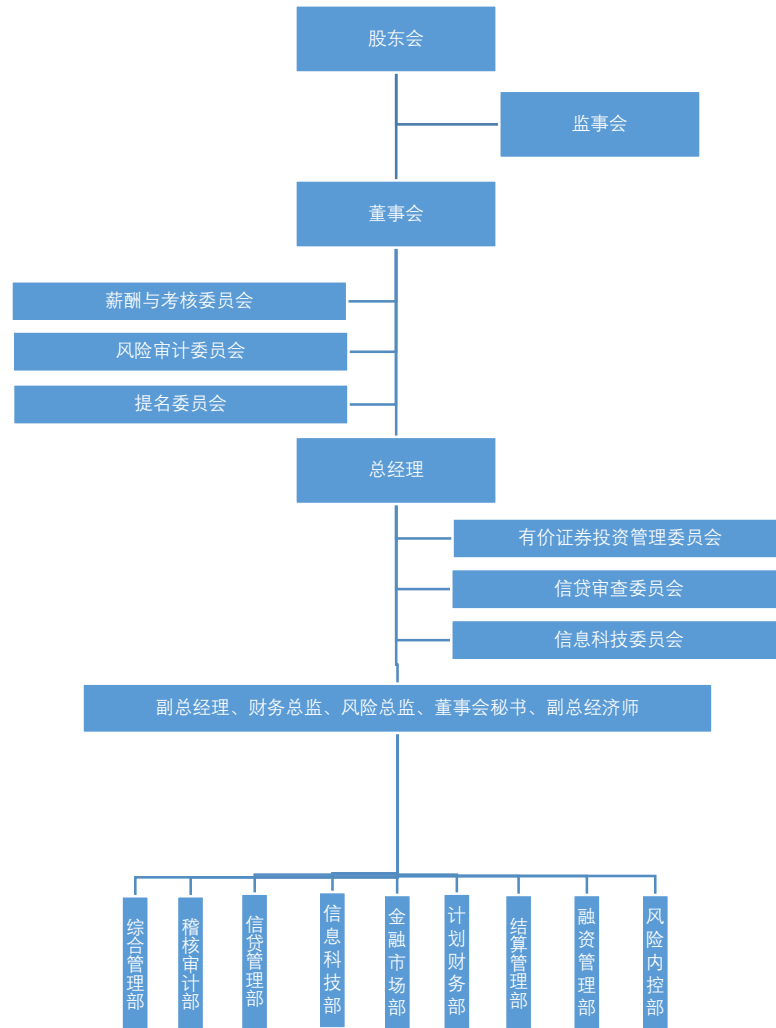 股东会
监事会
董事会
薪酬与考核委员会
风险审计委员会
提名委员会
总经理
有价证券投资管理委员会
信贷审查委员会
信息科技委员会
副总经理、财务总监、风险总监、董事会秘书、副总经济师
综合管理部
稽核审计部
信贷管理部
信息科技部
金融市场部
计划财务部
结算管理部
融资管理部
风险内控部